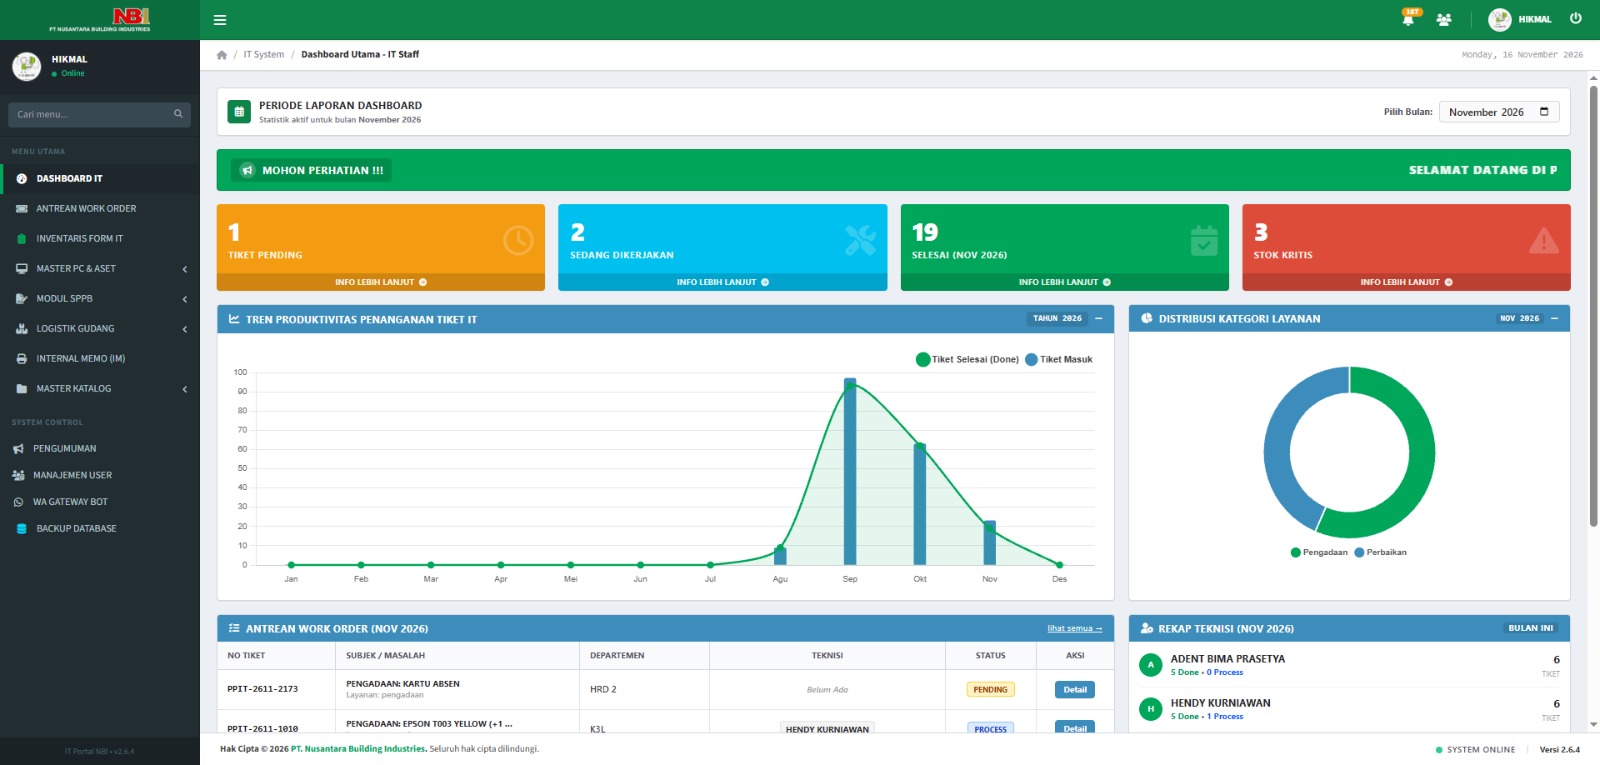 NBI
PT NUSANTARA BUILDING INDUSTRIES
187
HIKMAL
HIKMAL
Online
IT System / Dashboard Utama - IT Staff
Monday, 16 November 2026
Cari menu...
MENU UTAMA
DASHBOARD IT
ANTREAN WORK ORDER
INVENTARIS FORM IT
MASTER PC & ASET
MODUL SPPB
LOGISTIK GUDANG
INTERNAL MEMO (IM)
MASTER KATALOG
SYSTEM CONTROL
PENGUMUMAN
MANAJEMEN USER
WA GATEWAY BOT
BACKUP DATABASE
IT Portal NBI • v2.6.4
PERIODE LAPORAN DASHBOARD
Statistik aktif untuk bulan November 2026
Pilih Bulan: November 2026
MOHON PERHATIAN !!!
SELAMAT DATANG DI P
1
TIKET PENDING
INFO LEBIH LANJUT
2
SEDANG DIKERJAKAN
INFO LEBIH LANJUT
19
SELESAI (NOV 2026)
INFO LEBIH LANJUT
3
STOK KRITIS
INFO LEBIH LANJUT
TREN PRODUKTIVITAS PENANGANAN TIKET IT
TAHUN 2026
Tiket Selesai (Done) Tiket Masuk
100
90
80
70
60
50
40
30
20
10
0
Jan Feb Mar Apr Mei Jun Jul Agu Sep Okt Nov Des
DISTRIBUSI KATEGORI LAYANAN
NOV 2026
Pengadaan Perbaikan
ANTREAN WORK ORDER (NOV 2026)
lihat semua →
NO TIKET SUBJEK / MASALAH DEPARTEMEN TEKNISI STATUS AKSI
PPIT-2611-2173 PENGADAAN: KARTU ABSEN HRD 2 Belum Ada PENDING Detail
Layanan: pengadaan
PPIT-2611-1010 PENGADAAN: EPSON T003 YELLOW (+1 ... K3L HENDY KURNIAWAN PROCESS Detail
REKAP TEKNISI (NOV 2026)
BULAN INI
A ADENT BIMA PRASETYA 6
5 Done • 0 Process TIKET
H HENDY KURNIAWAN 6
5 Done • 1 Process TIKET
Hak Cipta © 2026 PT. Nusantara Building Industries. Seluruh hak cipta dilindungi.
SYSTEM ONLINE Versi 2.6.4